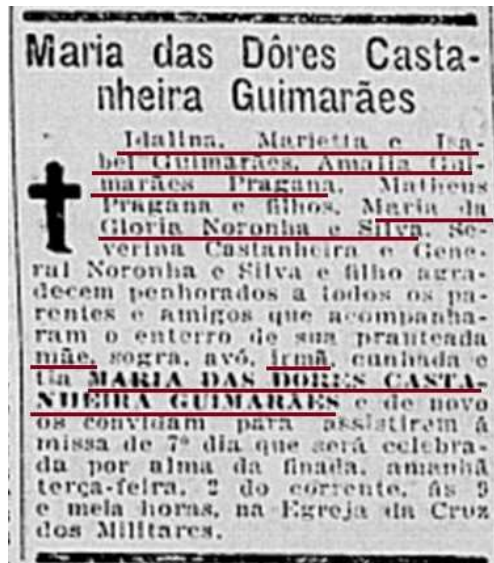 Maria das Dôres Casta-
nheira Guimarães
Idalina, Marietta e Isa-
bel Guimarães, Amalia Gui-
marães Pragana, Matheus
Pragana e filhos, Maria da
Gloria Noronha e Silva, Se-
verina Castanheira e Gene-
ral Noronha e Silva e filho agra-
decem penhorados a todos os pa-
rentes e amigos que acompanha-
ram o enterro de sua pranteada
mãe, sogra, avó, irmã, cunhada e
tia MARIA DAS DORES CASTA-
NHEIRA GUIMARÃES e de novo
os convidam para assistirem á
missa de 7º dia que será celebra-
da por alma da finada, amanhã
terça-feira, 2 do corrente, ás 9
e meia horas, na Egreja da Cruz
dos Militares.